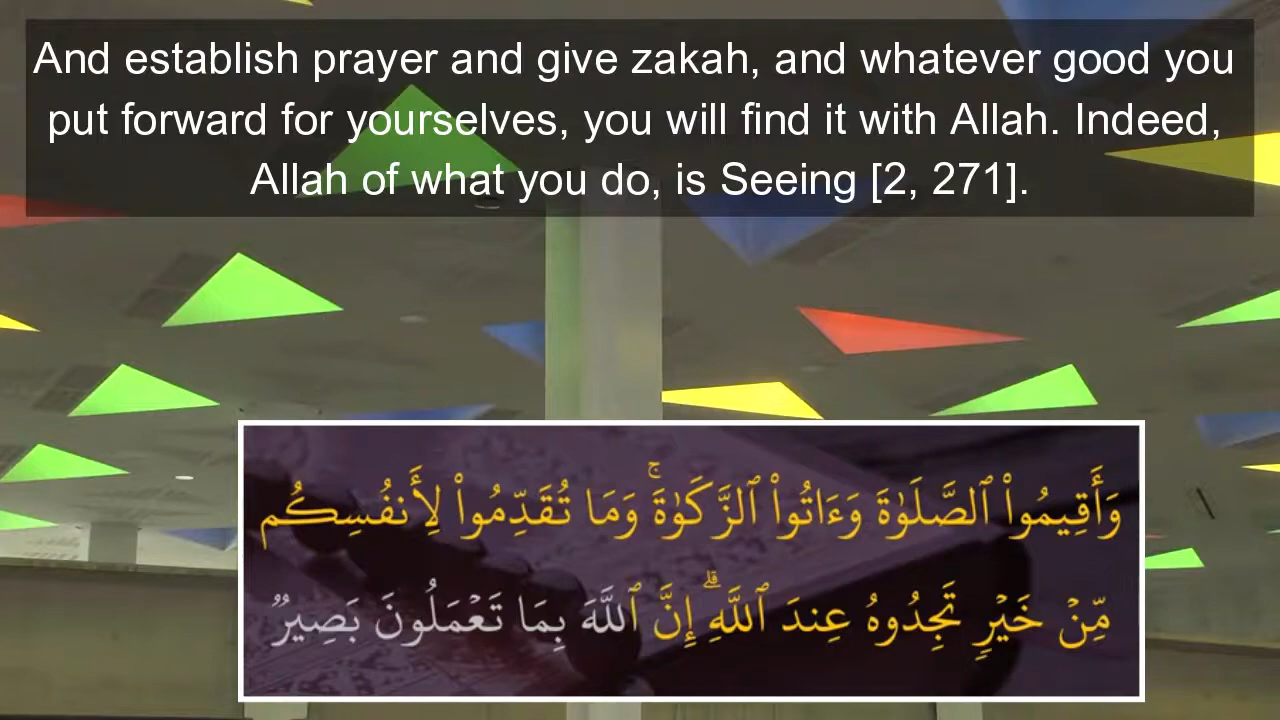 And establish prayer and give zakah, and whatever good you
put forward for yourselves, you will find it with Allah. Indeed,
Allah of what you do, is Seeing [2, 271].
وَأَقِيمُوا۟ ٱلصَّلَوٰةَ وَءَاتُوا۟ ٱلزَّكَوٰةَ ۚ وَمَا تُقَدِّمُوا۟ لِأَنفُسِكُم
مِّنْ خَيْرٍ تَجِدُوهُ عِندَ ٱللَّهِ ۗ إِنَّ ٱللَّهَ بِمَا تَعْمَلُونَ بَصِيرٌ